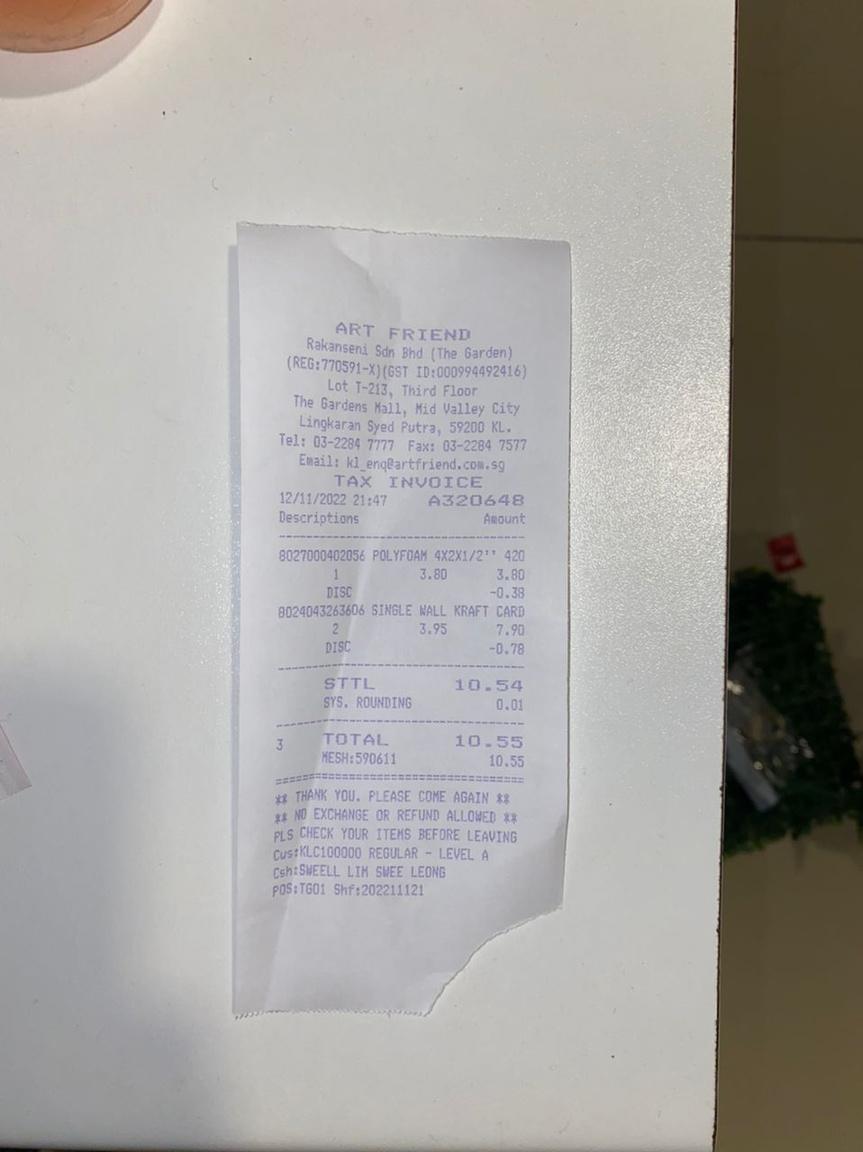 ART FRIEND
Rakanseni Sdn Bhd (The Garden)
(REG:770591-X)(GST ID:000994492416)
Lot T-213, Third Floor
The Gardens Mall, Mid Valley City
Lingkaran Syed Putra, 59200 KL.
Tel: 03-2284 7777 Fax: 03-2284 7577
Email: kl_enq@artfriend.com.sg
TAX INVOICE
12/11/2022 21:47 A320648
Descriptions Amount
8027000402056 POLYFOAM 4X2X1/2'' 420
1 3.80 3.80
DISC -0.38
8024043263606 SINGLE WALL KRAFT CARD
2 3.95 7.90
DISC -0.78
STTL 10.54
SYS. ROUNDING 0.01
3 TOTAL 10.55
MESH:590611 10.55
** THANK YOU. PLEASE COME AGAIN **
** NO EXCHANGE OR REFUND ALLOWED **
PLS CHECK YOUR ITEMS BEFORE LEAVING
Cus:KLC100000 REGULAR - LEVEL A
Csh:SWEELL LIM SWEE LEONG
POS:TG01 Shf:202211121